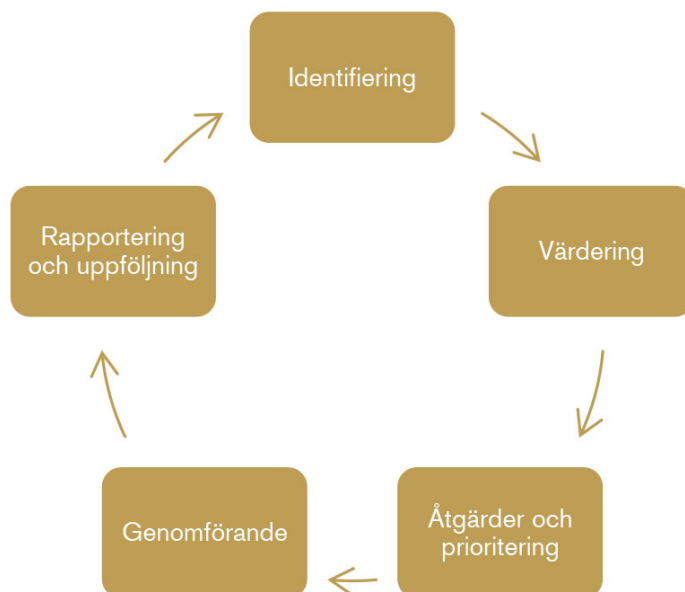 Identifiering
Värdering
Åtgärder och
prioritering
Genomförande
Rapportering
och uppföljning